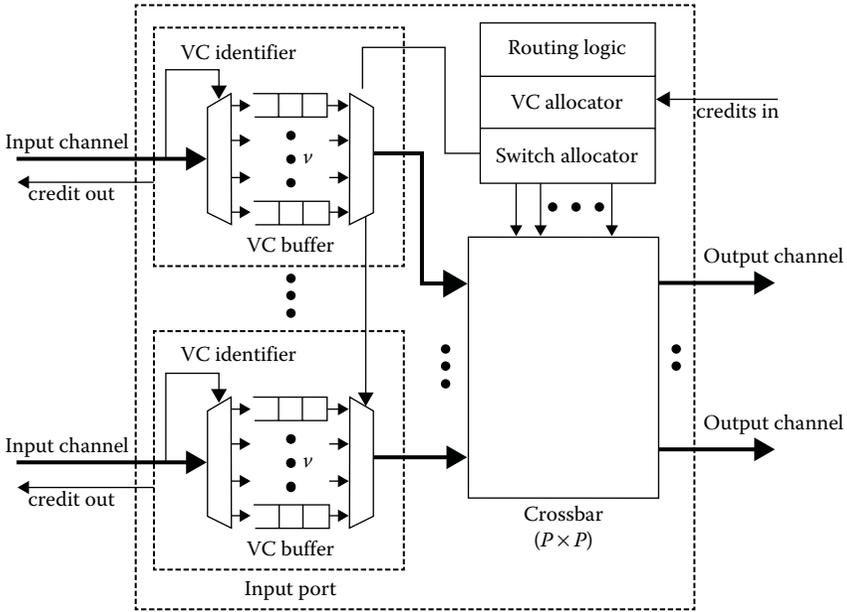 VC identifier
Routing logic
VC allocator
credits in
Input channel
Switch allocator
v
credit out
VC buffer
Output channel
VC identifier
Output channel
Input channel
v
credit out
Crossbar
(P × P)
VC buffer
Input port